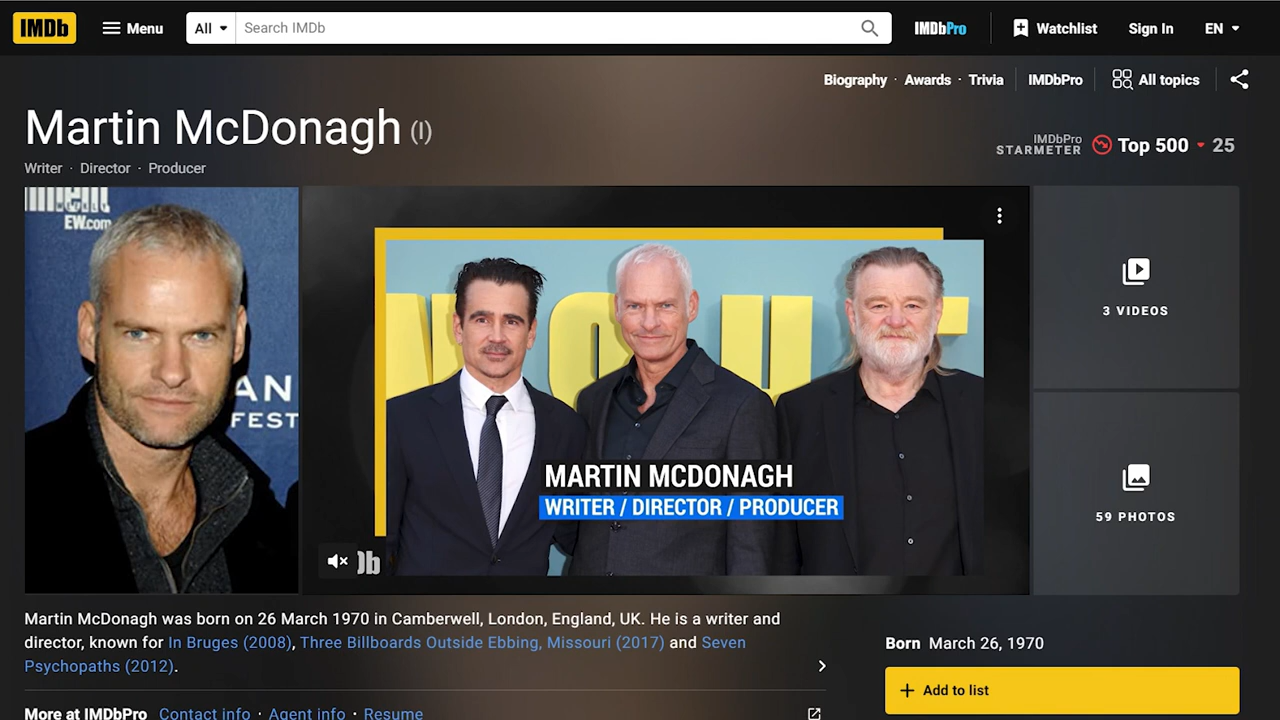 IMDb Menu All Search IMDb IMDbPro Watchlist Sign In EN
Biography · Awards · Trivia IMDbPro All topics
Martin McDonagh (I)
Writer · Director · Producer
IMDbPro
STARMETER Top 500 25
EW.com
AN
FEST
MARTIN MCDONAGH
WRITER / DIRECTOR / PRODUCER
3 VIDEOS
59 PHOTOS
Martin McDonagh was born on 26 March 1970 in Camberwell, London, England, UK. He is a writer and
director, known for In Bruges (2008), Three Billboards Outside Ebbing, Missouri (2017) and Seven
Psychopaths (2012).
Born March 26, 1970
+ Add to list
More at IMDbPro Contact info · Agent info · Resume